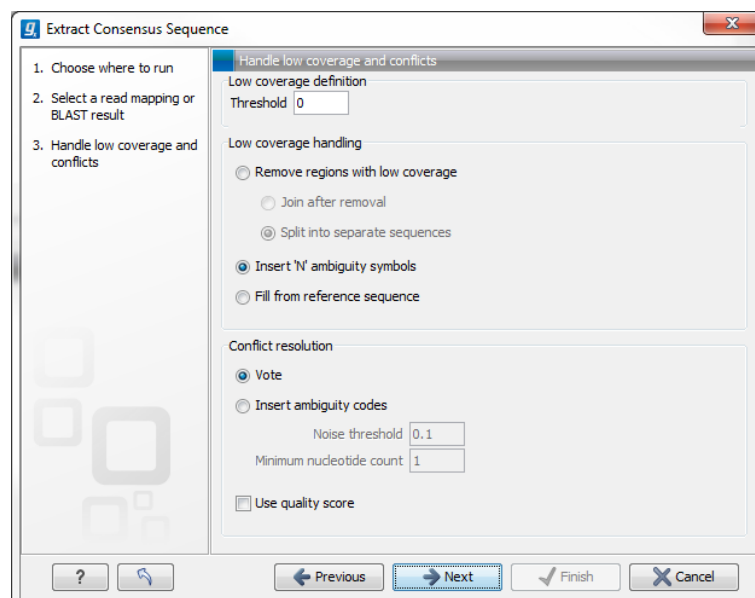 Extract Consensus Sequence
1. Choose where to run
2. Select a read mapping or
BLAST result
3. Handle low coverage and
conflicts
Handle low coverage and conflicts
Low coverage definition
Threshold 0
Low coverage handling
Remove regions with low coverage
Join after removal
Split into separate sequences
Insert 'N' ambiguity symbols
Fill from reference sequence
Conflict resolution
Vote
Insert ambiguity codes
Noise threshold 0.1
Minimum nucleotide count 1
Use quality score
? Previous Next Finish Cancel